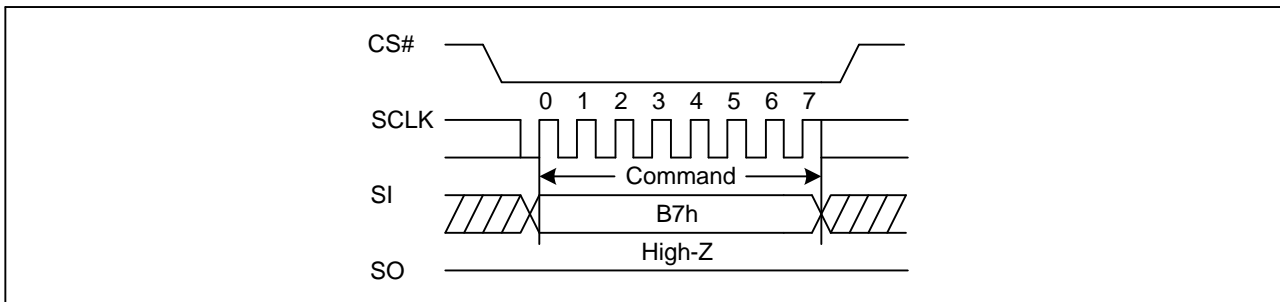 CS#
0 1 2 3 4 5 6 7
SCLK
Command
SI
B7h
High-Z
SO